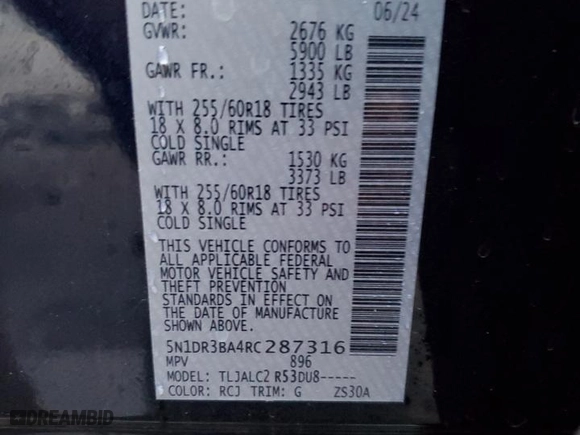 DATE: 06/24
GVWR: 2676 KG
5900 LB
GAWR FR.: 1335 KG
2943 LB
WITH 255/60R18 TIRES
18 X 8.0 RIMS AT 33 PSI
COLD SINGLE
GAWR RR.: 1530 KG
3373 LB
WITH 255/60R18 TIRES
18 X 8.0 RIMS AT 33 PSI
COLD SINGLE
THIS VEHICLE CONFORMS TO
ALL APPLICABLE FEDERAL
MOTOR VEHICLE SAFETY AND
THEFT PREVENTION
STANDARDS IN EFFECT ON
THE DATE OF MANUFACTURE
SHOWN ABOVE.
5N1DR3BA4RC287316
MPV 896
MODEL: TLJALC2 R53DU8-----
COLOR: RCJ TRIM: G ZS30A
DREAMBID